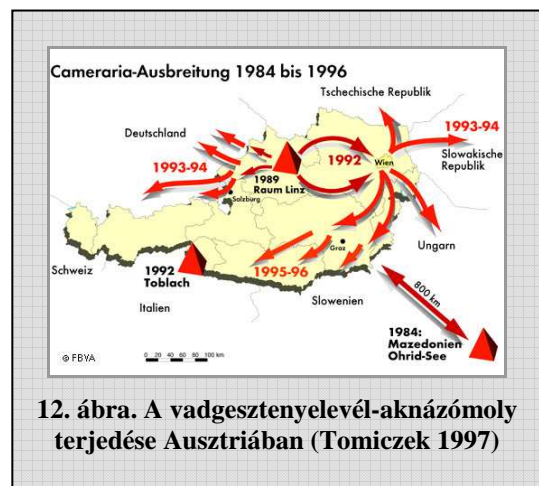 Cameraria-Ausbreitung 1984 bis 1996
Tschechische Republik
Deutschland
1993-94
1993-94
1992
Wien
Slowakische
Republik
1989
Raum Linz
Salzburg
Ungarn
Graz
Schweiz
1992
Toblach
1995-96
Slowenien
800 km
Italien
1984:
Mazedonien
Ohrid-See
© FBVA
0 20 40 60 80 100 km
12. ábra. A vadgesztenyelevél-aknázómoly
terjedése Ausztriában (Tomiczek 1997)